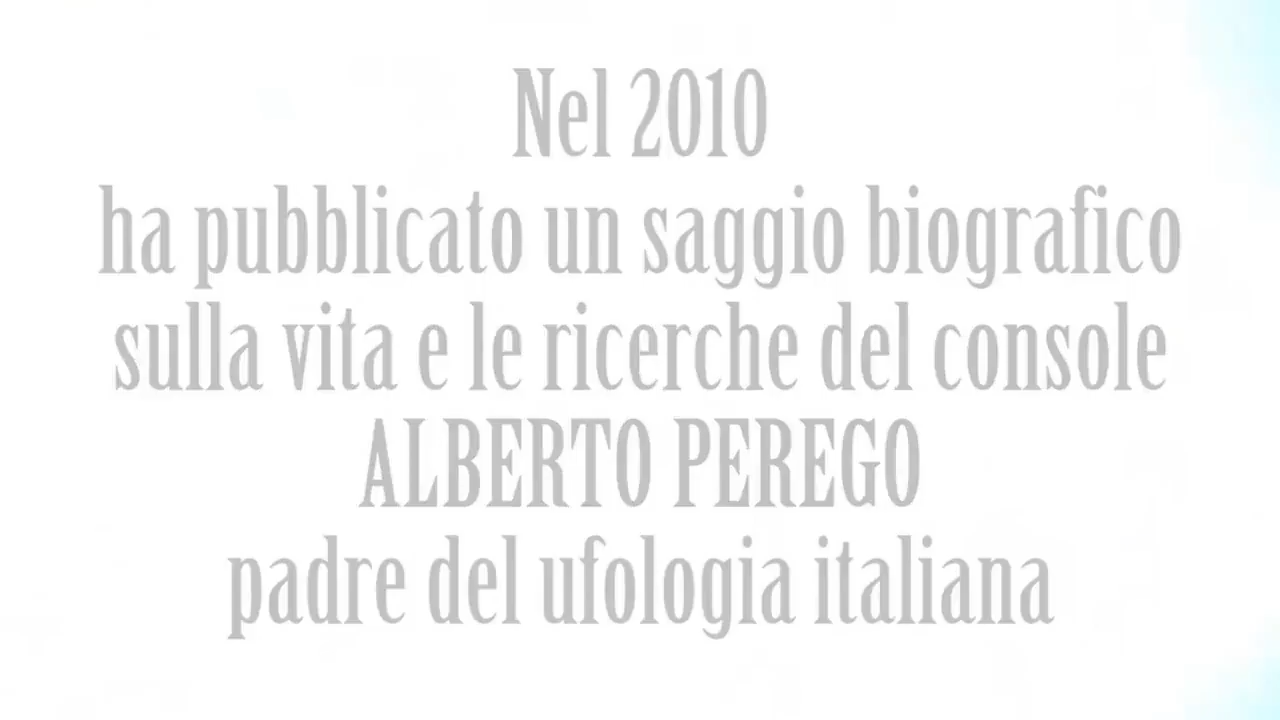 Nel 2010
ha pubblicato un saggio biografico
sulla vita e le ricerche del console
ALBERTO PEREGO
padre del ufologia italiana